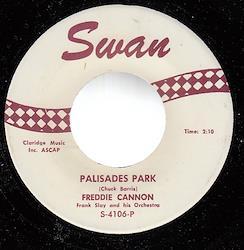 Swan
Claridge Music
Inc. ASCAP
Time: 2:10
PALISADES PARK
(Chuck Barris)
FREDDIE CANNON
Frank Slay and his Orchestra
S-4106-P